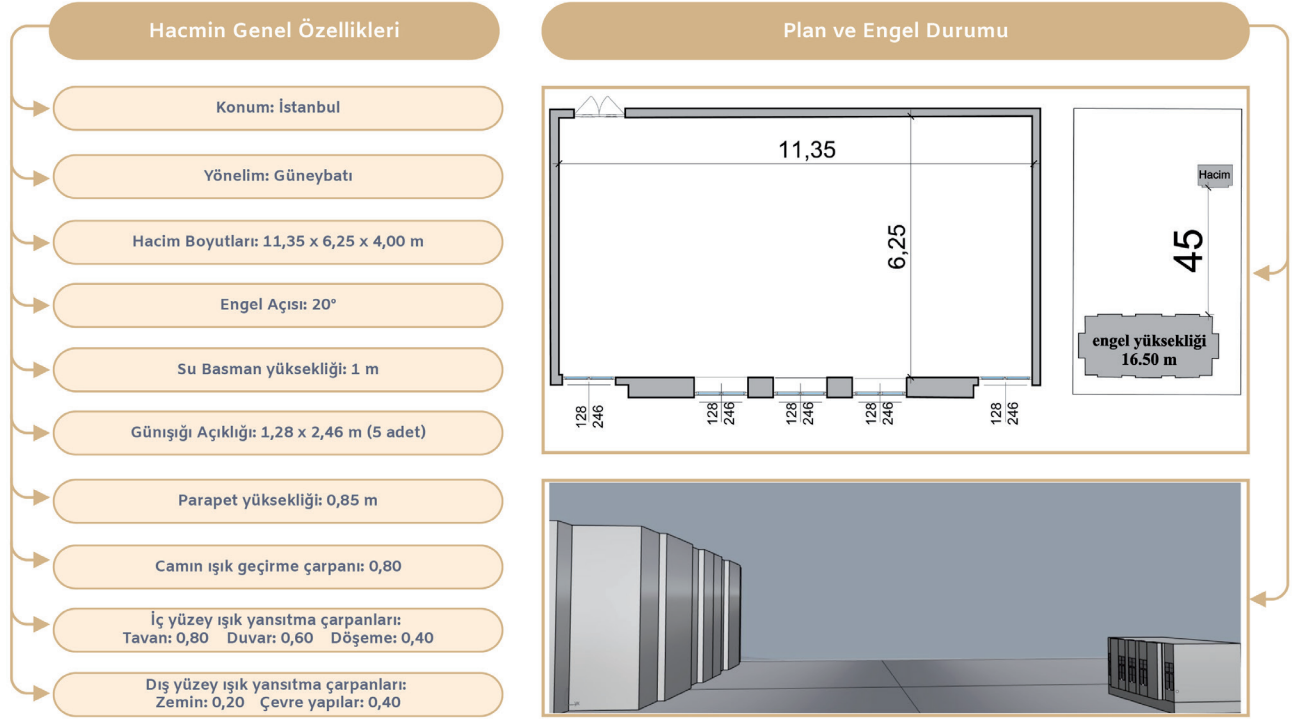 Hacmin Genel Özellikleri
Konum: İstanbul
Yönelim: Güneybatı
Hacim Boyutları: 11,35 x 6,25 x 4,00 m
Engel Açısı: 20°
Su Basman yüksekliği: 1 m
Günışığı Açıklığı: 1,28 x 2,46 m (5 adet)
Parapet yüksekliği: 0,85 m
Camın ışık geçirme çarpanı: 0,80
İç yüzey ışık yansıtma çarpanları:
Tavan: 0,80 Duvar: 0,60 Döşeme: 0,40
Dış yüzey ışık yansıtma çarpanları:
Zemin: 0,20 Çevre yapılar: 0,40
Plan ve Engel Durumu
11,35
6,25
128
246
128
246
128
246
128
246
128
246
Hacim
45
engel yüksekliği
16.50 m